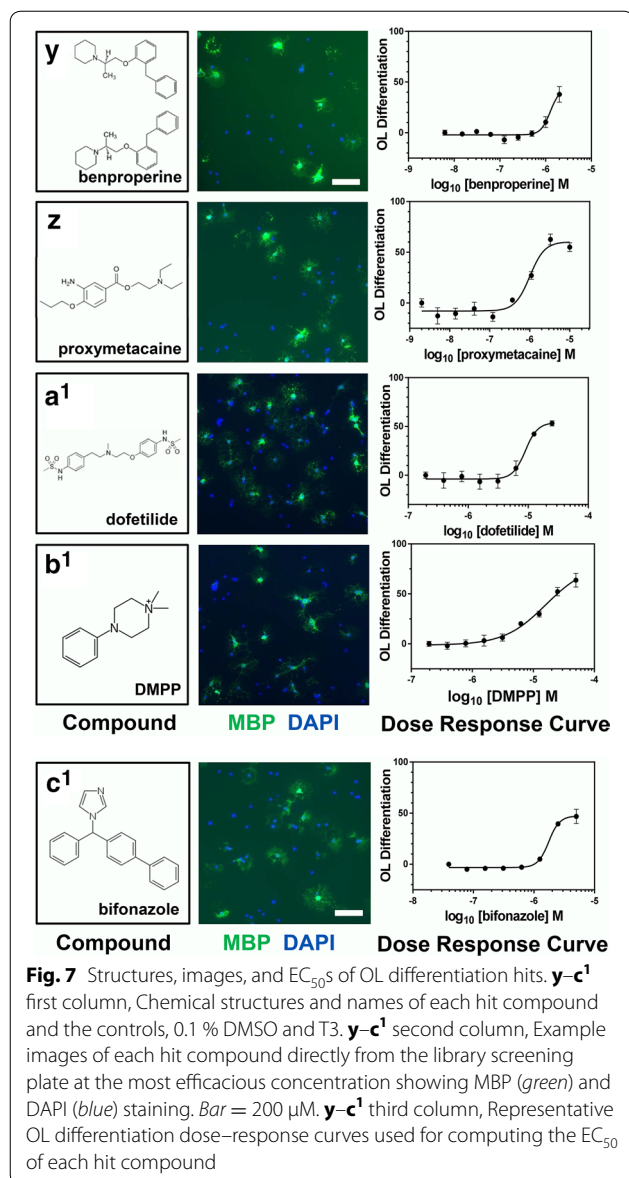 y
H
N
O
CH₃
CH₃
N
O
H
benproperine
OL Differentiation
100
50
0
-9 -8 -7 -6 -5
log₁₀ [benproperine] M
z
H₂N
O
N
O
O
proxymetacaine
OL Differentiation
100
50
0
-9 -8 -7 -6 -5 -4
log₁₀ [proxymetacaine] M
a¹
H
N
O
S
O
N
O
O
S
O
N
H
dofetilide
OL Differentiation
100
50
0
-7 -6 -5 -4
log₁₀ [dofetilide] M
b¹
N⁺
N
DMPP
OL Differentiation
100
50
0
-7 -6 -5 -4
log₁₀ [DMPP] M
Compound MBP DAPI Dose Response Curve
c¹
N
N
bifonazole
OL Differentiation
100
50
0
-8 -7 -6 -5
log₁₀ [bifonazole] M
Compound MBP DAPI Dose Response Curve
Fig. 7 Structures, images, and EC₅₀s of OL differentiation hits. y–c¹
first column, Chemical structures and names of each hit compound
and the controls, 0.1 % DMSO and T3. y–c¹ second column, Example
images of each hit compound directly from the library screening
plate at the most efficacious concentration showing MBP (green) and
DAPI (blue) staining. Bar = 200 μM. y–c¹ third column, Representative
OL differentiation dose–response curves used for computing the EC₅₀
of each hit compound